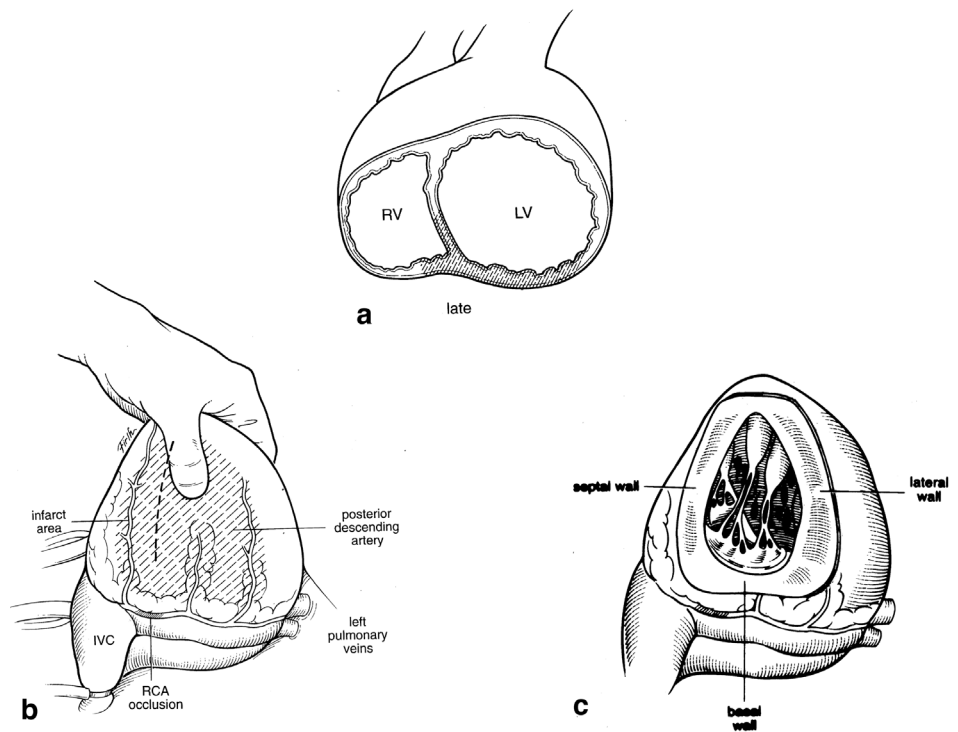 RV
LV
a
late
Firth
infarct
area
posterior
descending
artery
IVC
left
pulmonary
veins
RCA
occlusion
b
septal wall
lateral
wall
basal
wall
c